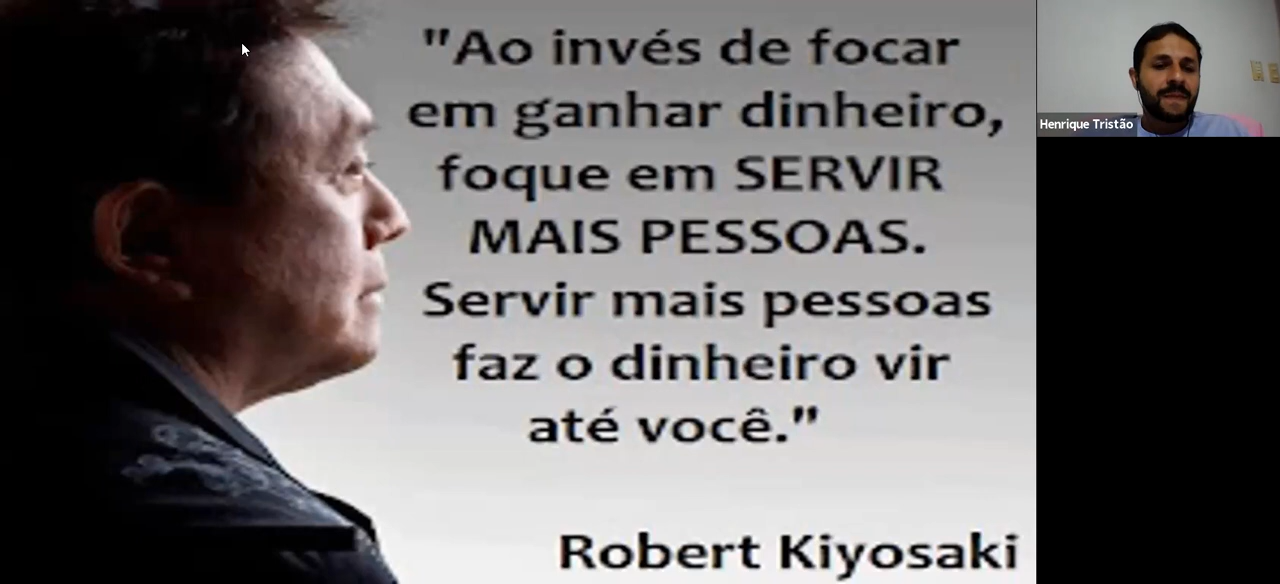 "Ao invés de focar
em ganhar dinheiro,
foque em SERVIR
MAIS PESSOAS.
Servir mais pessoas
faz o dinheiro vir
até você."
Robert Kiyosaki
Henrique Tristão